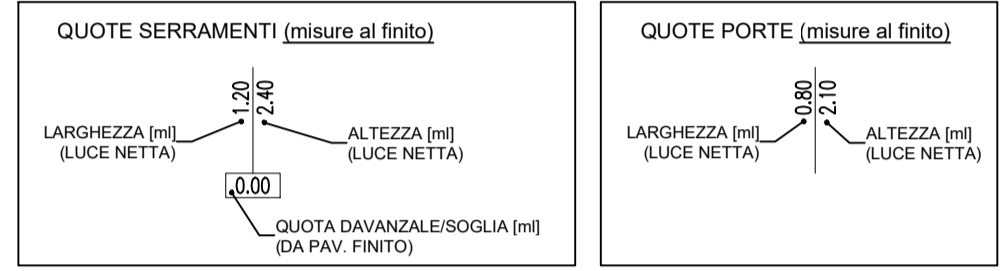 QUOTE SERRAMENTI (misure al finito)
1.20
2.40
LARGHEZZA [ml]
(LUCE NETTA)
ALTEZZA [ml]
(LUCE NETTA)
0.00
QUOTA DAVANZALE/SOGLIA [ml]
(DA PAV. FINITO)
QUOTE PORTE (misure al finito)
0.80
2.10
LARGHEZZA [ml]
(LUCE NETTA)
ALTEZZA [ml]
(LUCE NETTA)